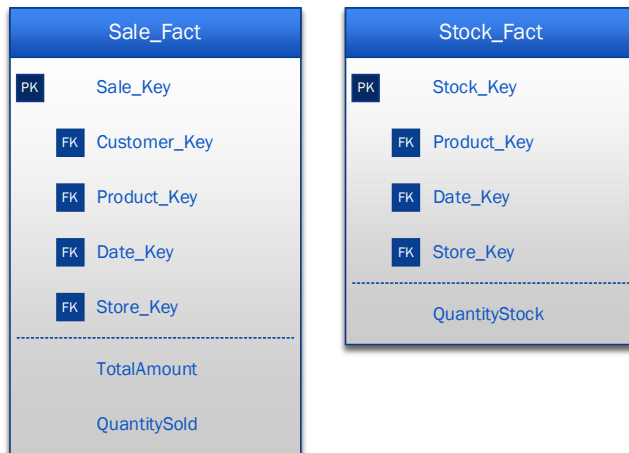 Sale_Fact
PK Sale_Key
FK Customer_Key
FK Product_Key
FK Date_Key
FK Store_Key
TotalAmount
QuantitySold
Stock_Fact
PK Stock_Key
FK Product_Key
FK Date_Key
FK Store_Key
QuantityStock